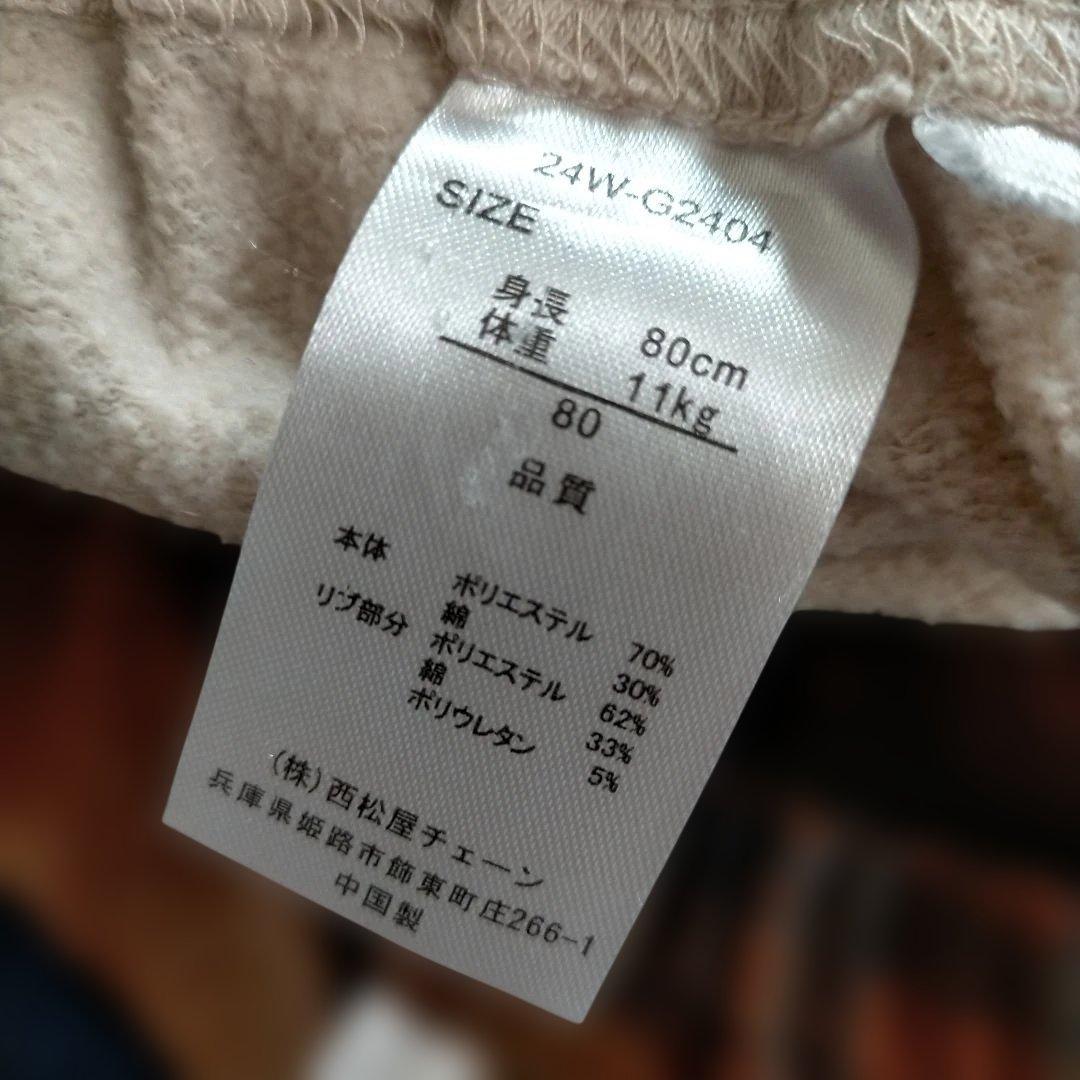 24W-G2404
SIZE
身長 80cm
体重 11kg
80
品質
本体 ポリエステル 70%
綿 30%
リブ部分 ポリエステル 62%
綿 33%
ポリウレタン 5%
(株)西松屋チェーン
兵庫県姫路市飾東町庄266-1
中国製